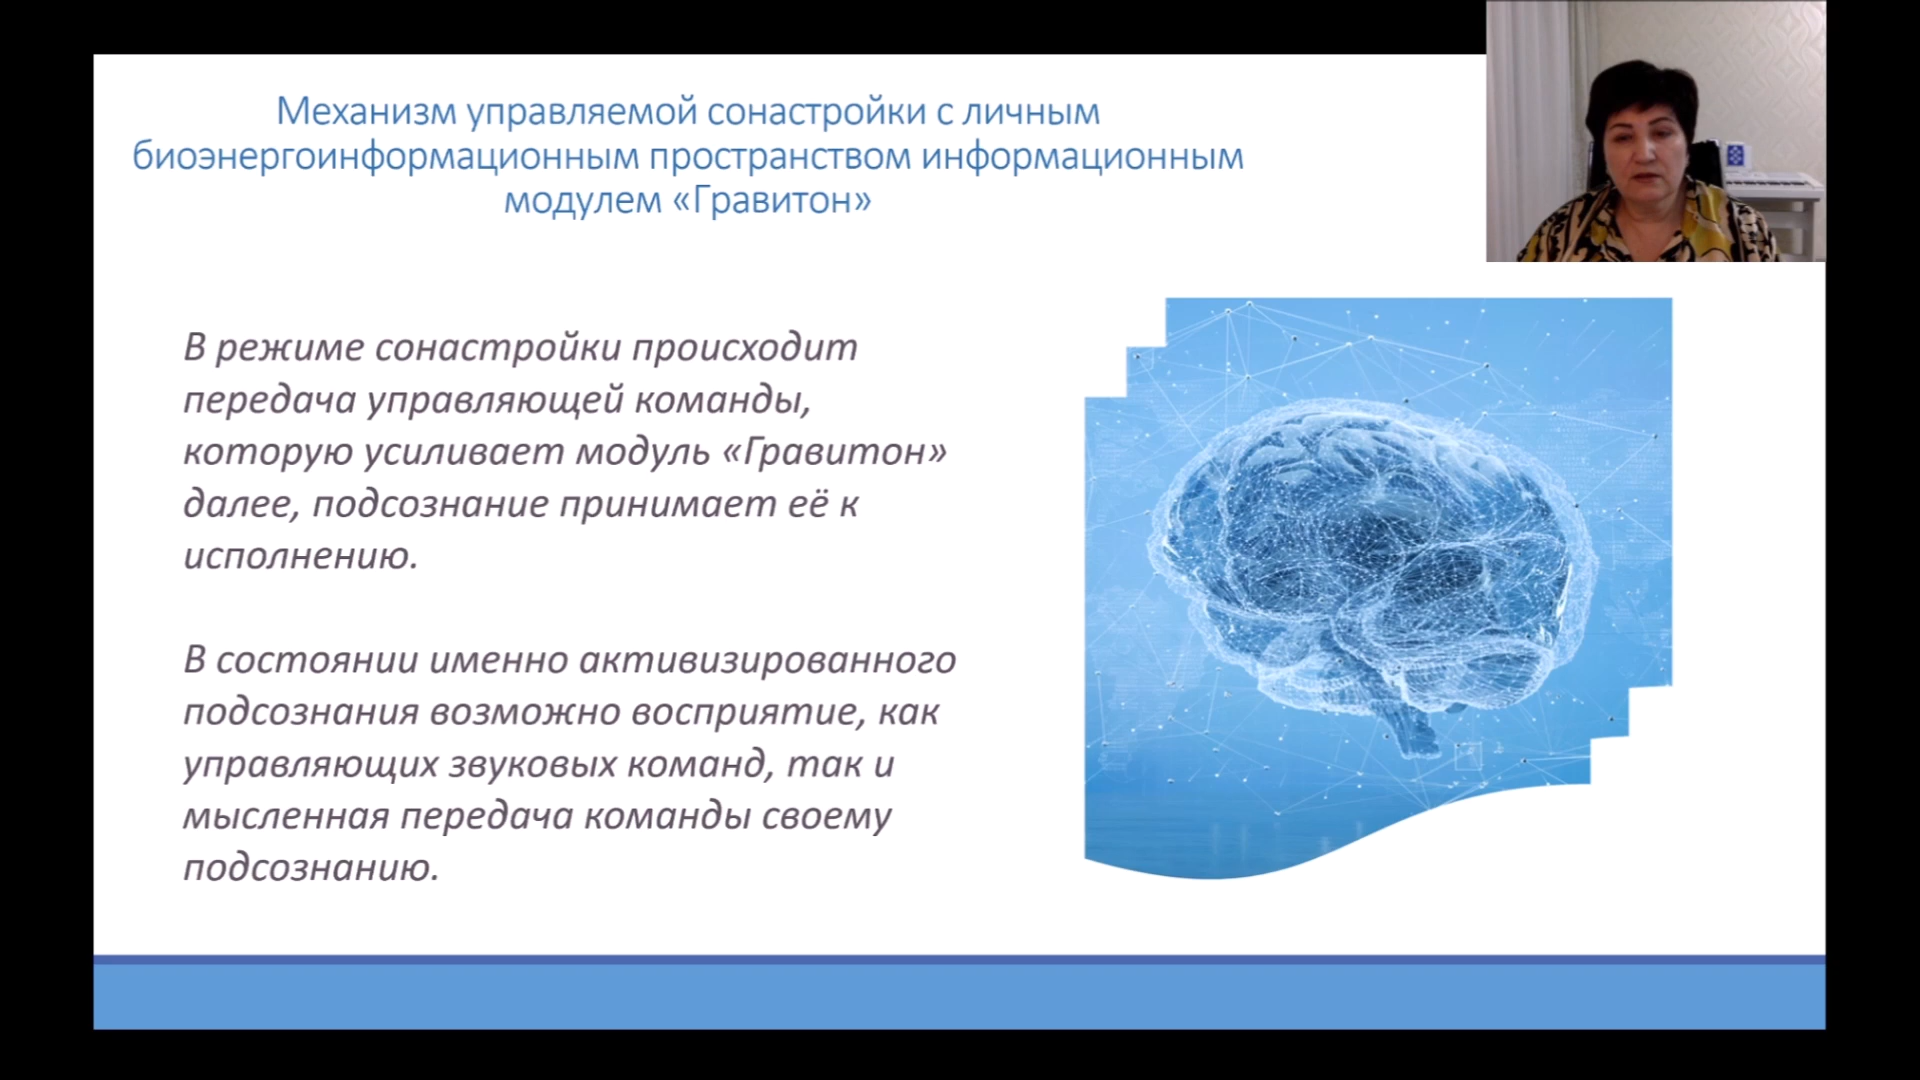 Механизм управляемой сонастройки с личным
биоэнергоинформационным пространством информационным
модулем «Гравитон»
В режиме сонастройки происходит
передача управляющей команды,
которую усиливает модуль «Гравитон»
далее, подсознание принимает её к
исполнению.
В состоянии именно активизированного
подсознания возможно восприятие, как
управляющих звуковых команд, так и
мысленная передача команды своему
подсознанию.